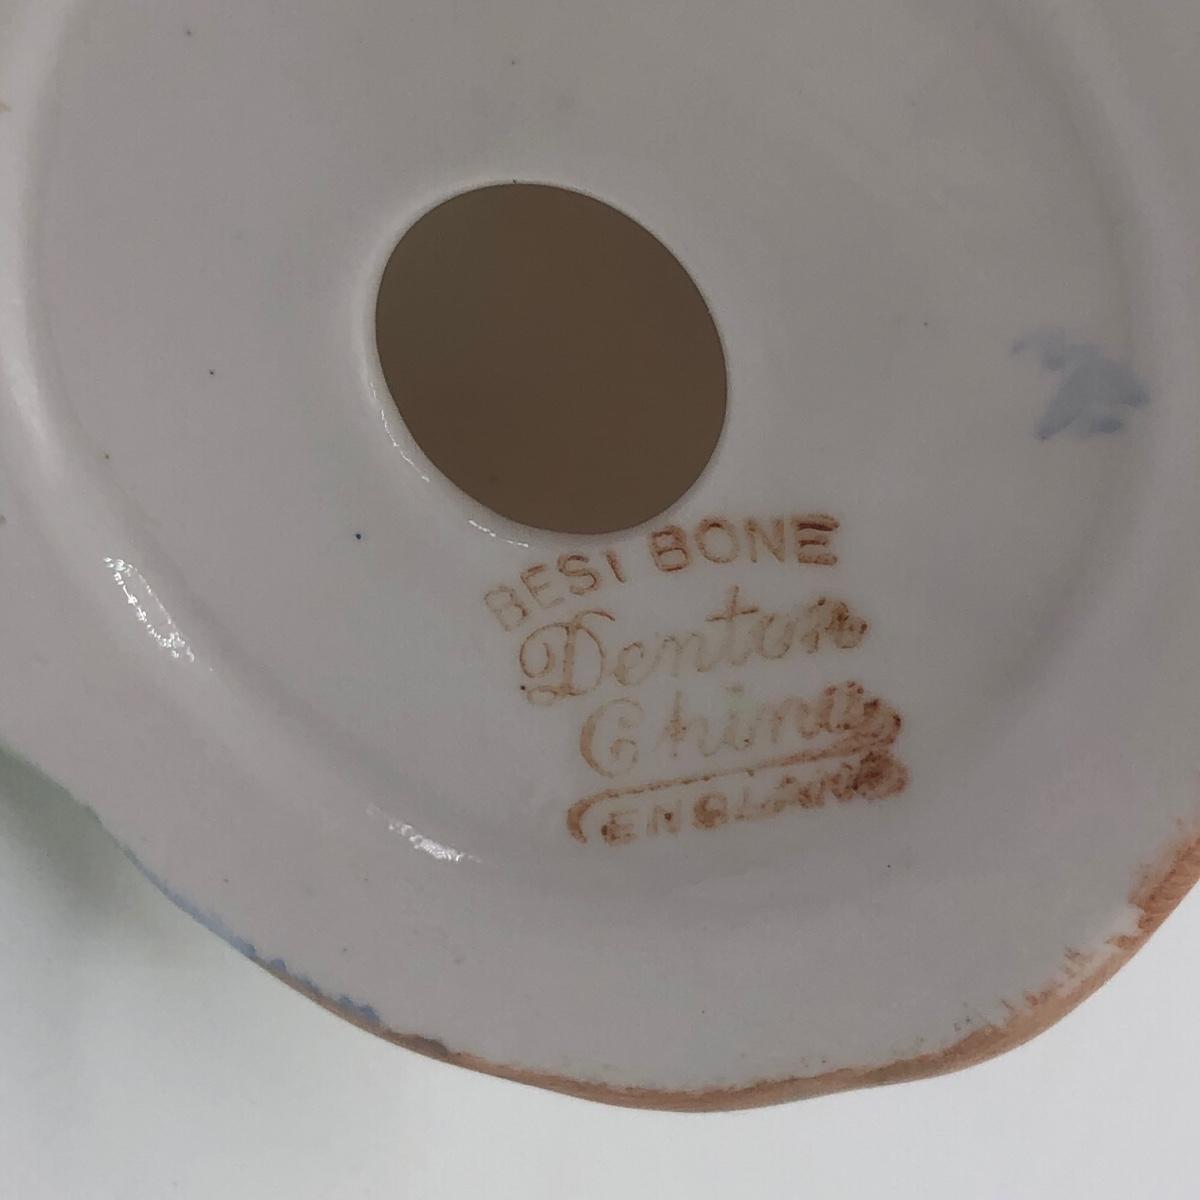 BEST BONE
Denton
China
ENGLAND